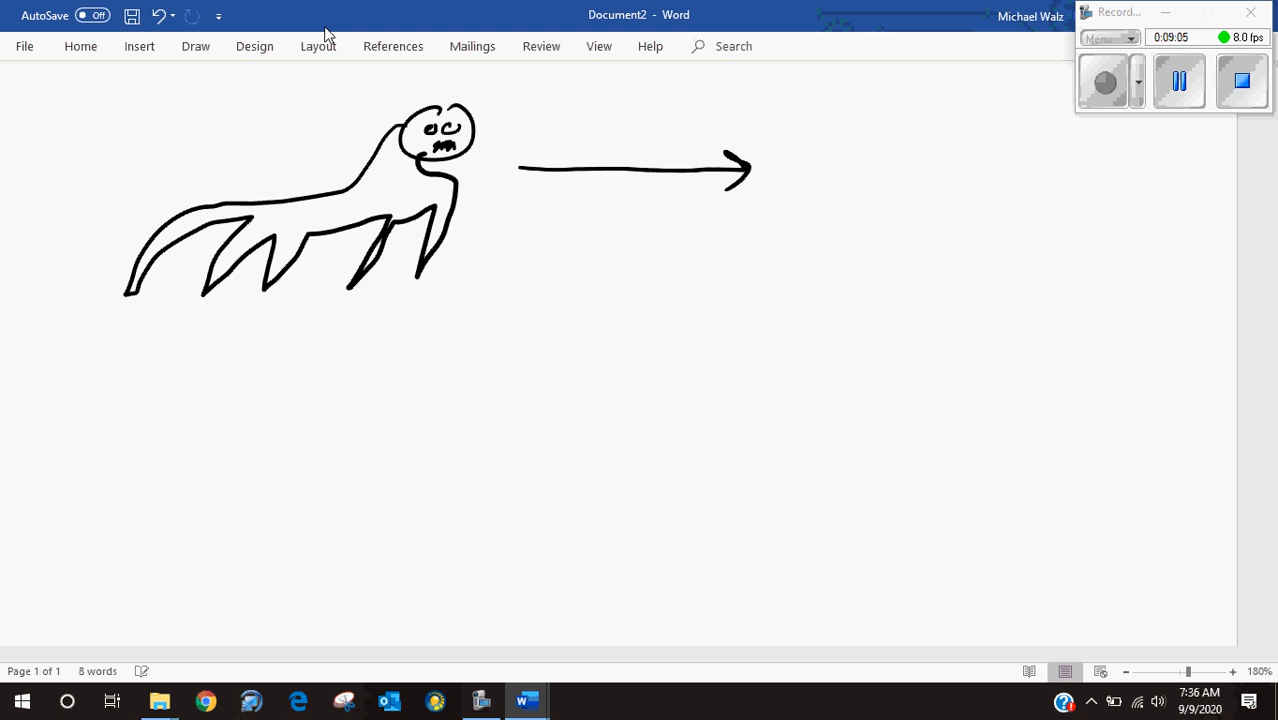 AutoSave Off Document2 - Word Michael Walz Record...
File Home Insert Draw Design Layout References Mailings Review View Help Search
Menu 0:09:05 8.0 fps
Page 1 of 1 8 words 180%
7:36 AM
9/9/2020